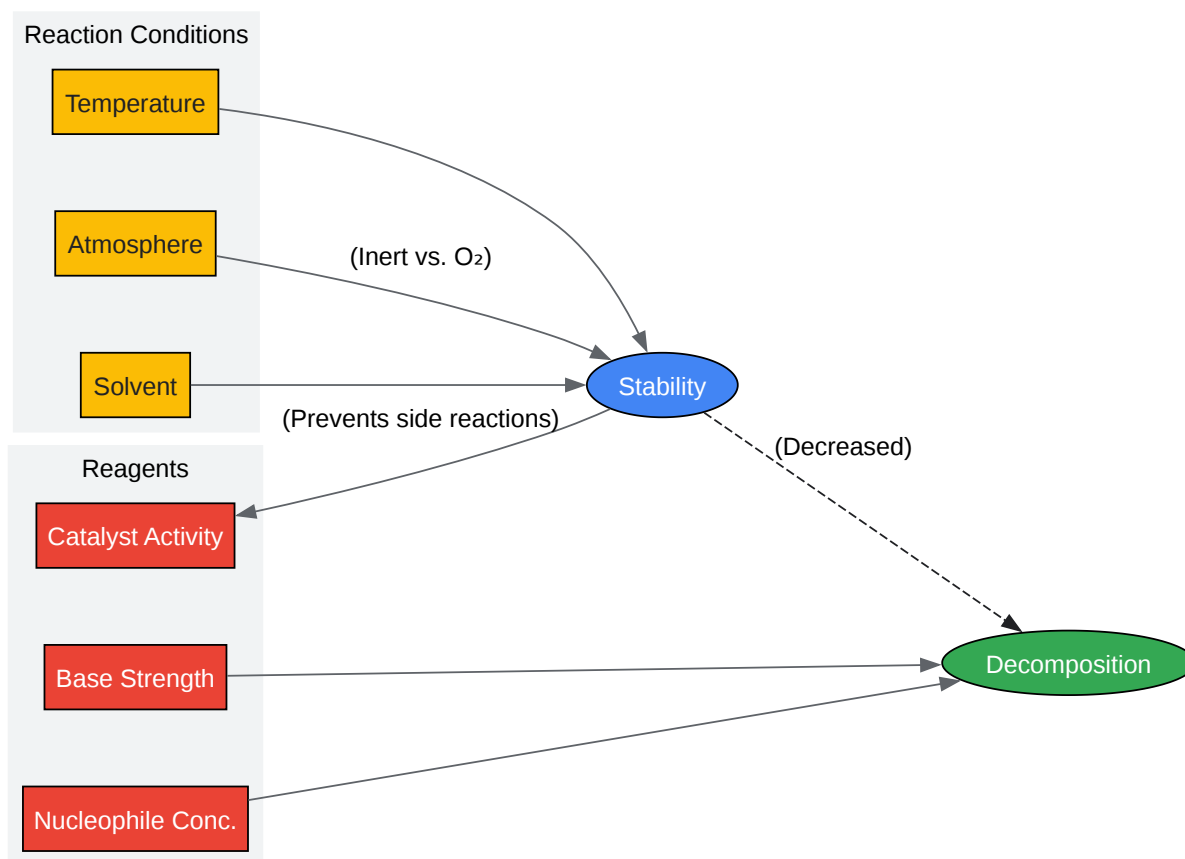 Reaction Conditions
Temperature
Atmosphere
(Inert vs. O₂)
Solvent
Stability
(Prevents side reactions)
(Decreased)
Reagents
Catalyst Activity
Base Strength
Decomposition
Nucleophile Conc.